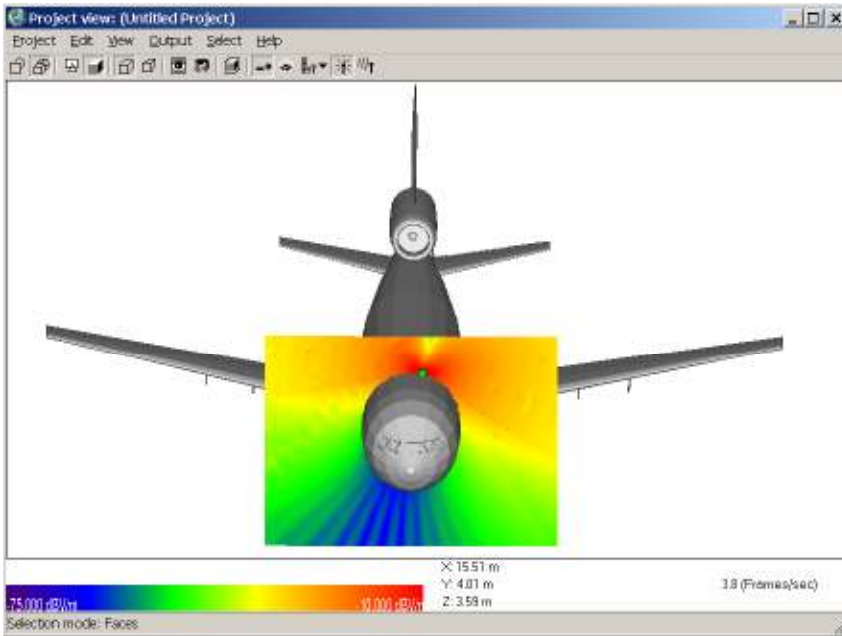 Project view: (Untitled Project)
Project Edit View Output Select Help
X: 15.51 m
Y: 4.01 m
Z: 3.59 m
3.8 (Frames/sec)
-75.000 dBV/m
10.000 dBV/m
Selection mode: Faces